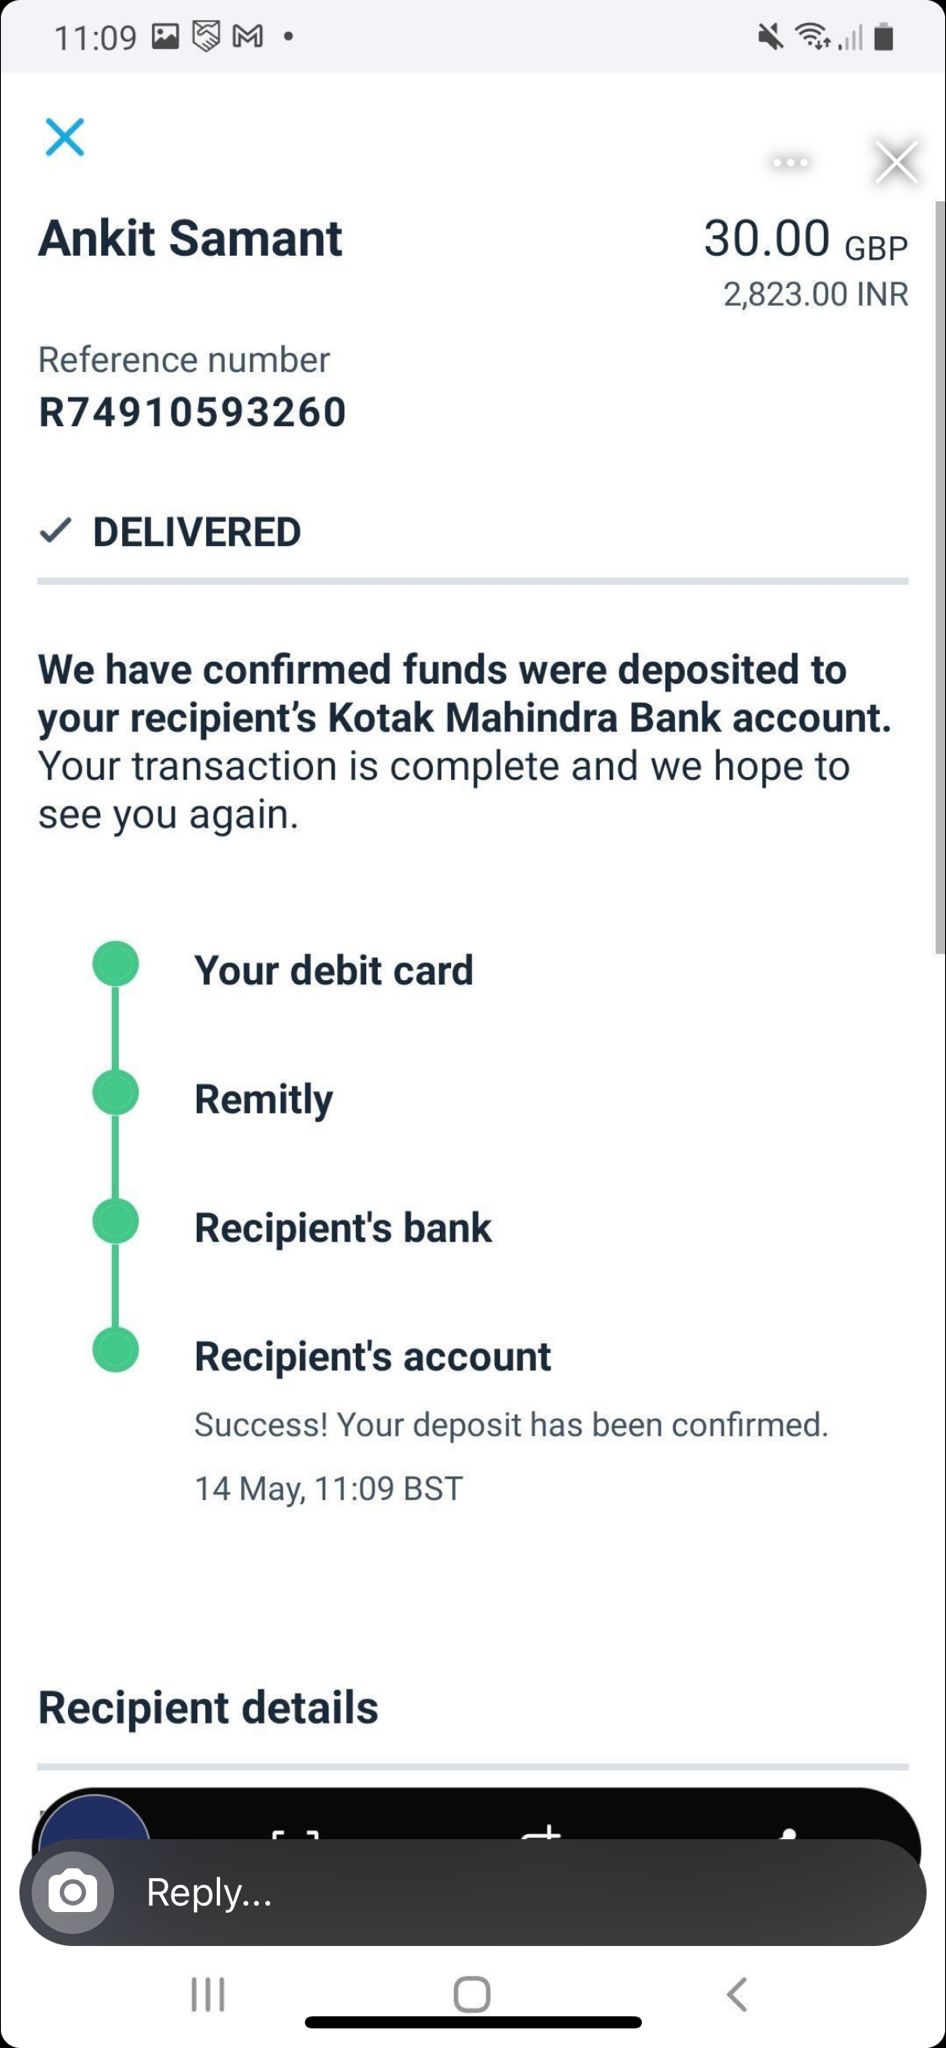 11:09
Ankit Samant
30.00 GBP
2,823.00 INR
Reference number
R74910593260
DELIVERED
We have confirmed funds were deposited to
your recipient's Kotak Mahindra Bank account.
Your transaction is complete and we hope to
see you again.
Your debit card
Remitly
Recipient's bank
Recipient's account
Success! Your deposit has been confirmed.
14 May, 11:09 BST
Recipient details
Reply...